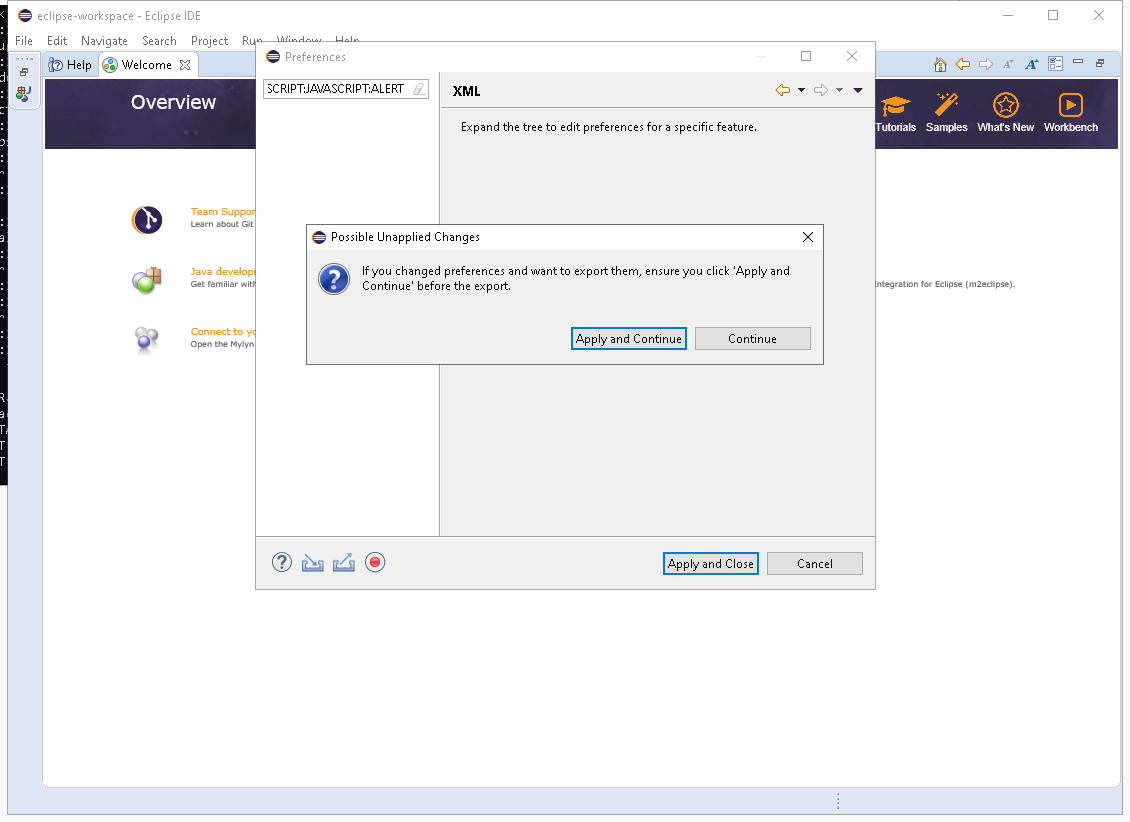 eclipse-workspace - Eclipse IDE
File Edit Navigate Search Project Run Window Help
Help Welcome
Overview
Tutorials Samples What's New Workbench
Team Suppor
Learn about Git
Java develop
Get familiar with
ntegration for Eclipse (m2eclipse).
Connect to yo
Open the Mylyn
Preferences
SCRIPT:JAVASCRIPT:ALERT
XML
Expand the tree to edit preferences for a specific feature.
Possible Unapplied Changes
If you changed preferences and want to export them, ensure you click 'Apply and
Continue' before the export.
Apply and Continue Continue
Apply and Close Cancel